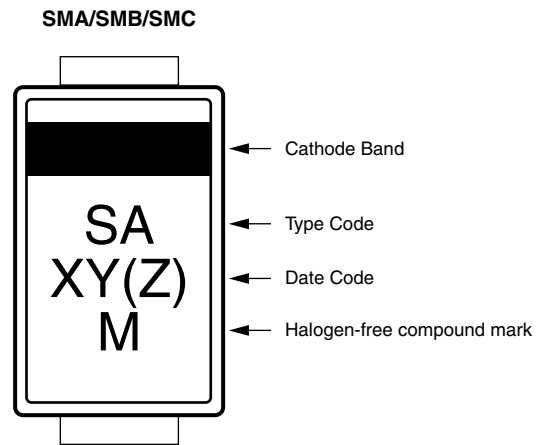 SMA/SMB/SMC
Cathode Band
SA
Type Code
XY(Z)
Date Code
M
Halogen-free compound mark